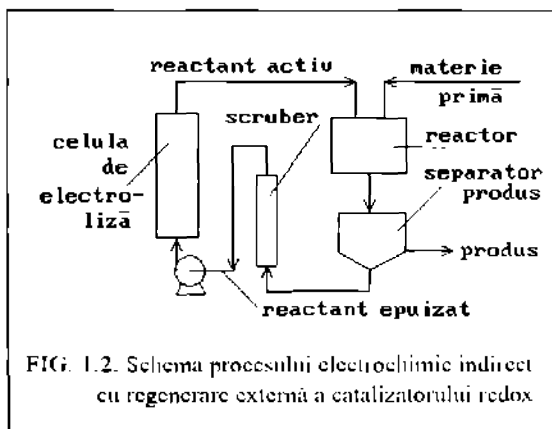 reactant activ
materie
primă
scruber
reactor
celula
de
electro-
liză
separator
produs
produs
reactant epuizat
FIG. 1.2. Schema procesului electrochimic indirect
cu regenerare externă a catalizatorului redox